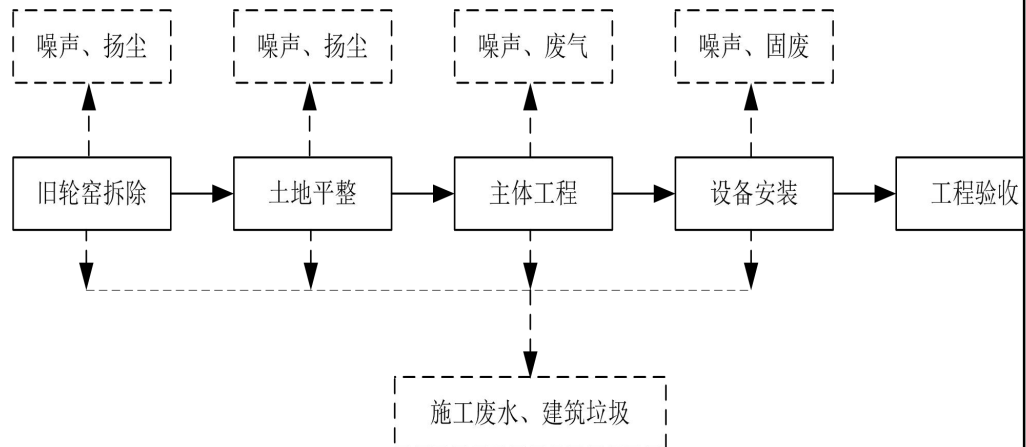 噪声、扬尘
噪声、扬尘
噪声、废气
噪声、固废
旧轮窑拆除
土地平整
主体工程
设备安装
工程验收
施工废水、建筑垃圾